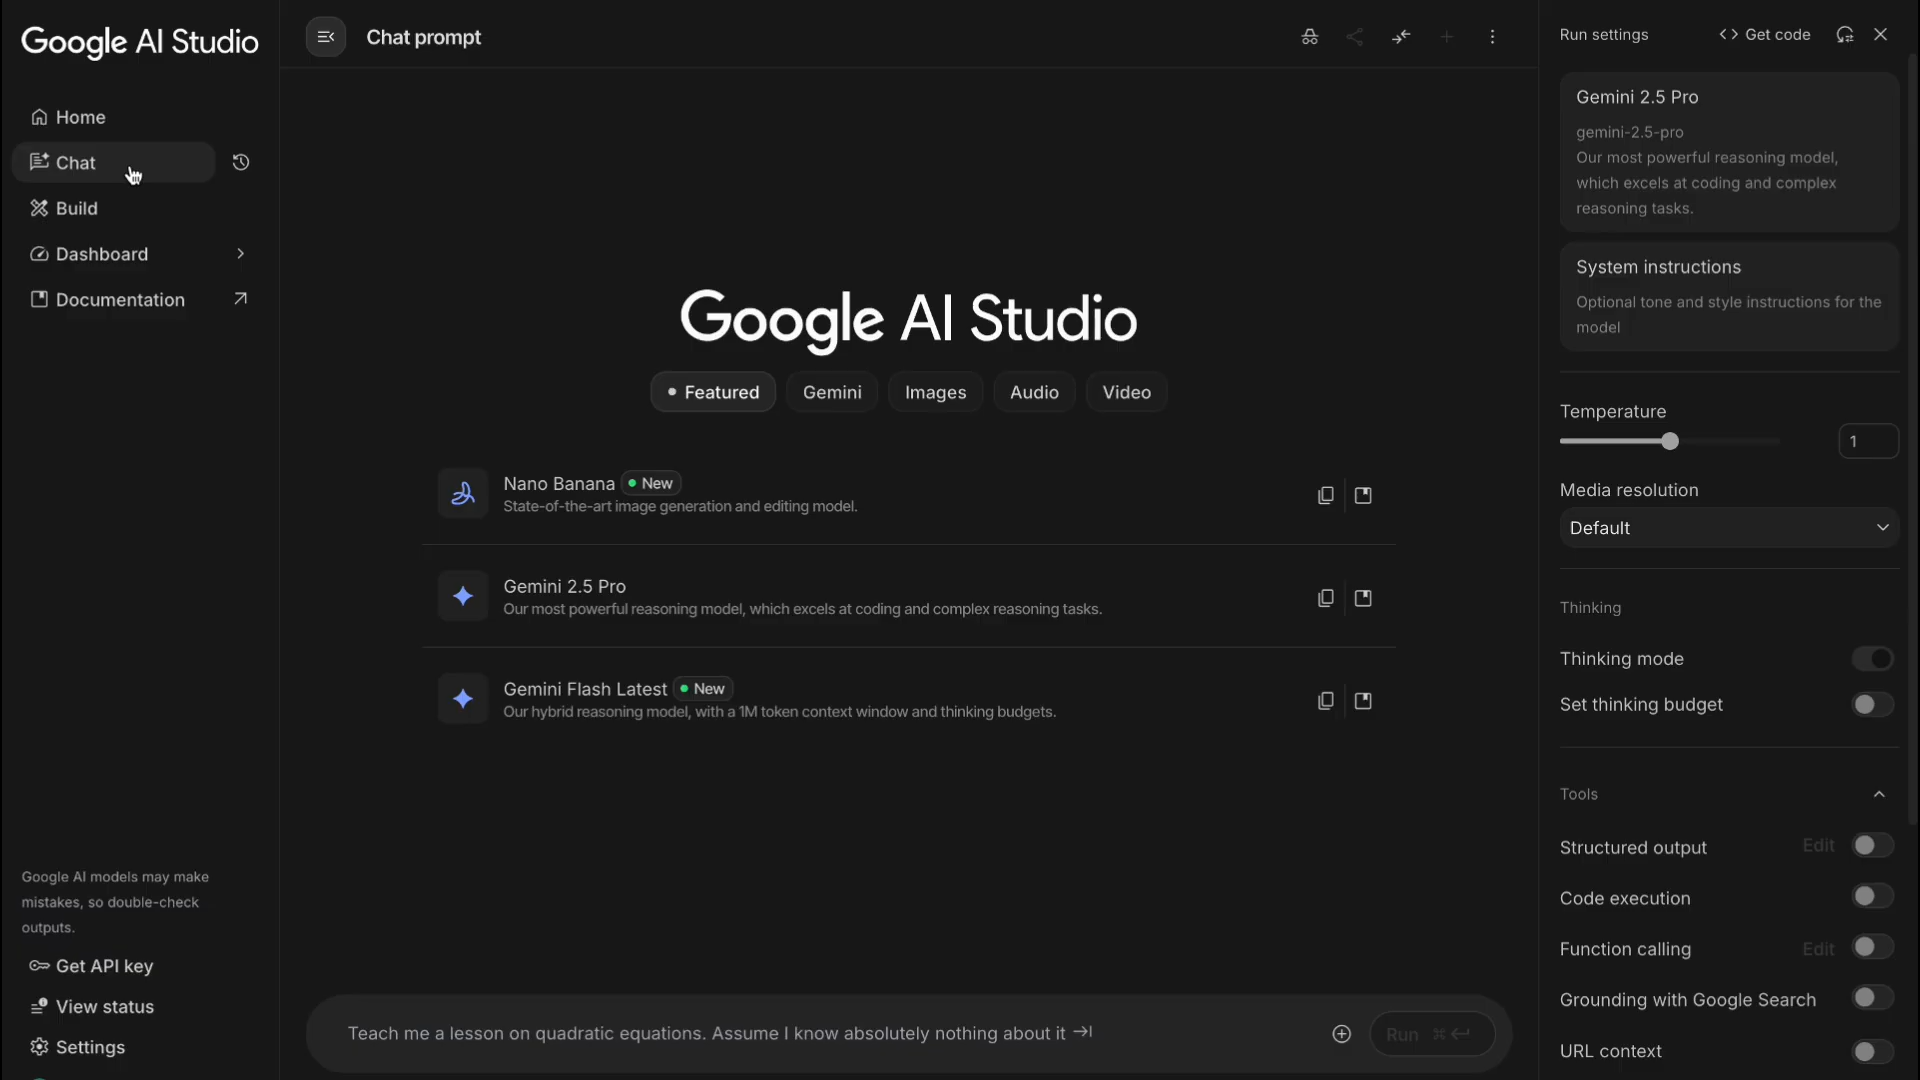 Google AI Studio
Home
Chat
Build
Dashboard
Documentation
Google AI models may make
mistakes, so double-check
outputs.
Get API key
View status
Settings
Chat prompt
Google AI Studio
Featured
Gemini
Images
Audio
Video
Nano Banana
New
State-of-the-art image generation and editing model.
Gemini 2.5 Pro
Our most powerful reasoning model, which excels at coding and complex reasoning tasks.
Gemini Flash Latest
New
Our hybrid reasoning model, with a 1M token context window and thinking budgets.
Teach me a lesson on quadratic equations. Assume I know absolutely nothing about it
Run ⌘↵
Run settings
<> Get code
Gemini 2.5 Pro
gemini-2.5-pro
Our most powerful reasoning model,
which excels at coding and complex
reasoning tasks.
System instructions
Optional tone and style instructions for the
model
Temperature
1
Media resolution
Default
Thinking
Thinking mode
Set thinking budget
Tools
Structured output
Edit
Code execution
Function calling
Edit
Grounding with Google Search
URL context